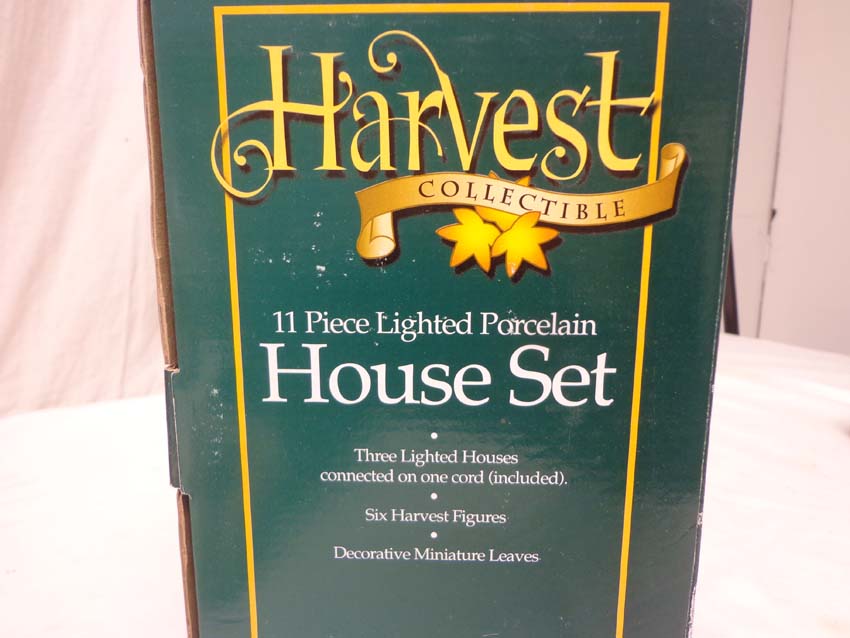 Harvest
COLLECTIBLE
11 Piece Lighted Porcelain
House Set
• Three Lighted Houses
connected on one cord (included).
• Six Harvest Figures
• Decorative Miniature Leaves